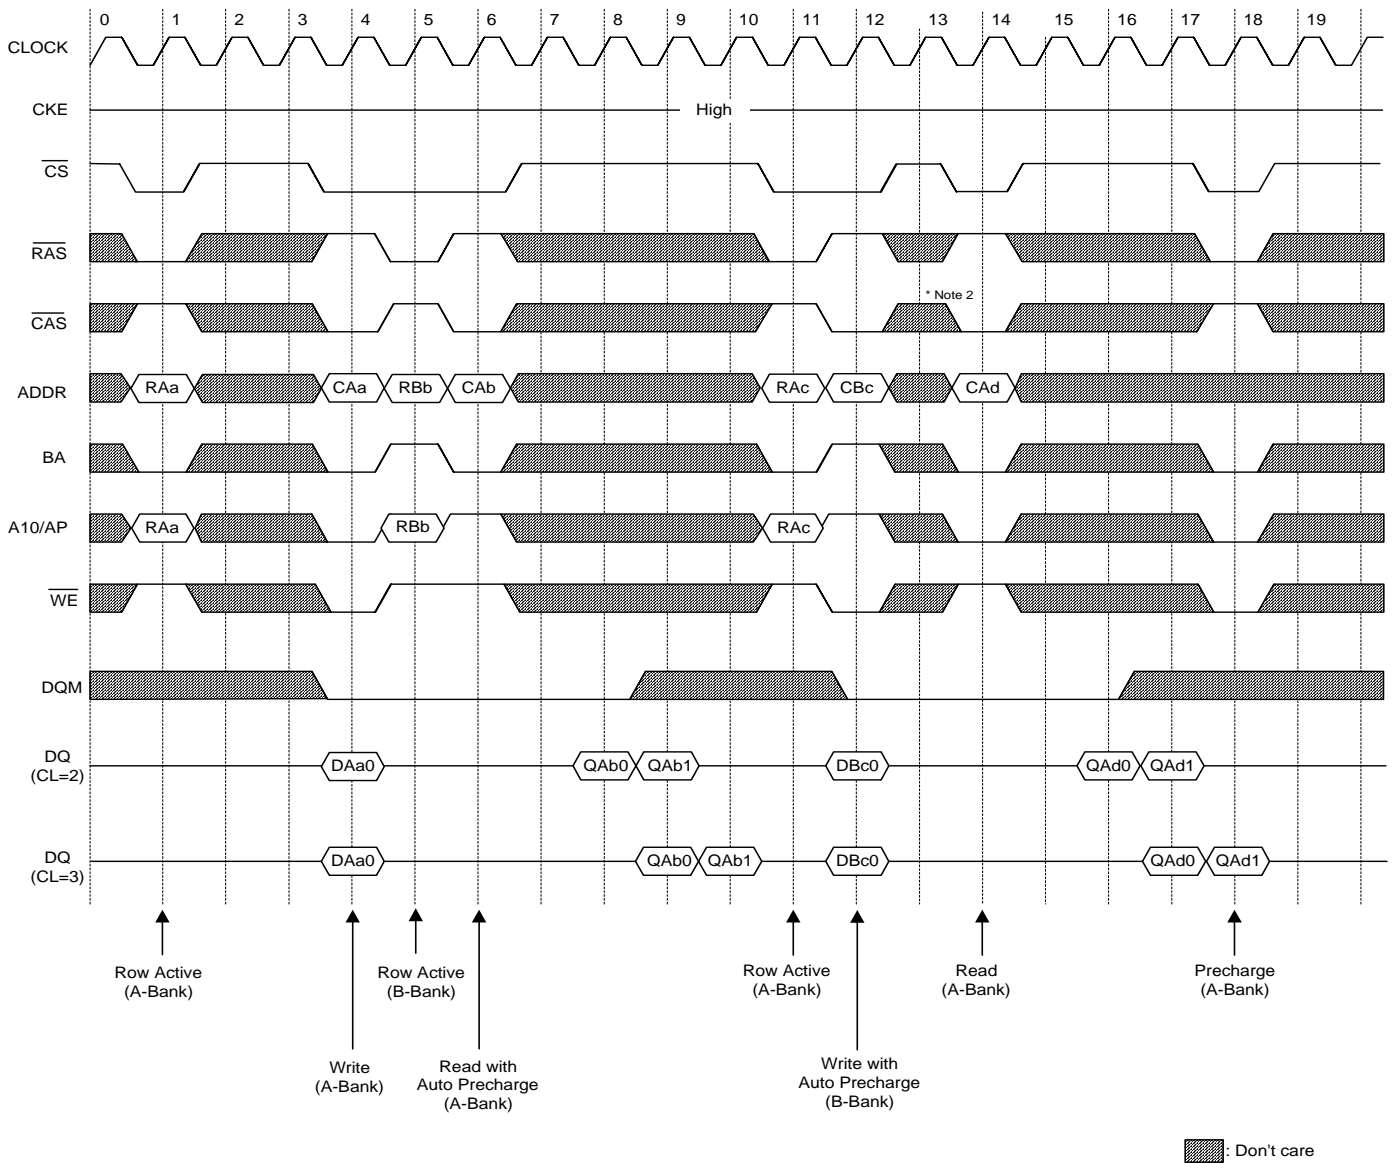 0 1 2 3 4 5 6 7 8 9 10 11 12 13 14 15 16 17 18 19
CLOCK
CKE High
CS
RAS
CAS * Note 2
ADDR RAa CAa RBb CAb RAc CBc CAd
BA
A10/AP RAa RBb RAc
WE
DQM
DQ
(CL=2) DAa0 QAb0 QAb1 DBc0 QAd0 QAd1
DQ
(CL=3) DAa0 QAb0 QAb1 DBc0 QAd0 QAd1
Row Active
(A-Bank)
Row Active
(B-Bank)
Row Active
(A-Bank)
Read
(A-Bank)
Precharge
(A-Bank)
Write
(A-Bank)
Read with
Auto Precharge
(A-Bank)
Write with
Auto Precharge
(B-Bank)
: Don't care